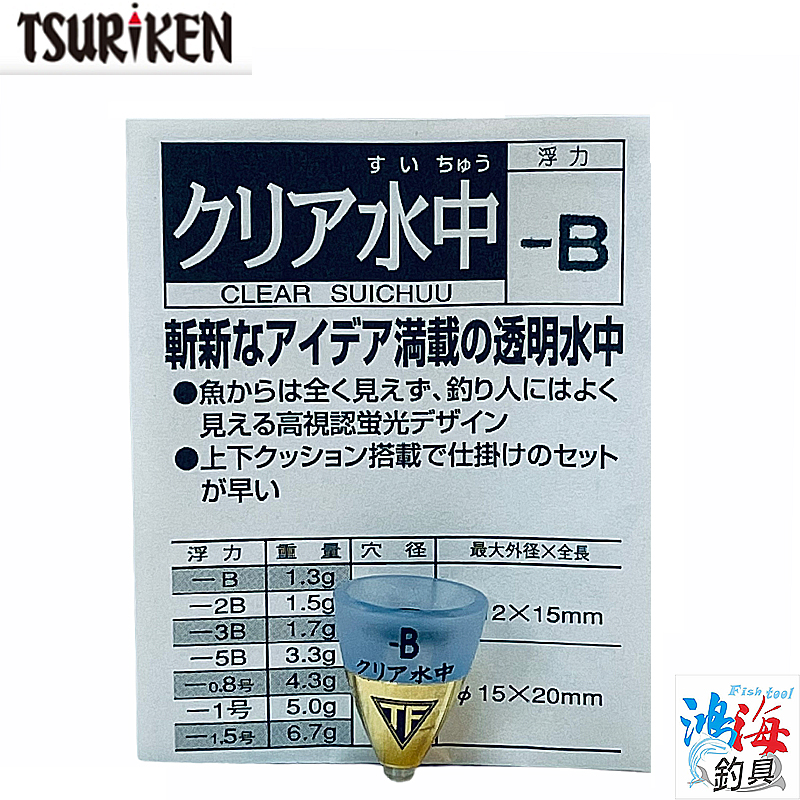 TSURiKEN
すいちゅう
クリア水中
CLEAR SUICHUU
浮力
-B
斬新なアイデア満載の透明水中
●魚からは全く見えず、釣り人にはよく
見える高視認蛍光デザイン
●上下クッション搭載で仕掛けのセット
が早い
浮力 重量 穴径 最大外径×全長
-B 1.3g
-2B 1.5g 2×15mm
-3B 1.7g
-5B 3.3g
-0.8号 4.3g φ15×20mm
-1号 5.0g
-1.5号 6.7g
-B
クリア水中
TF
Fish tool
鴻海
釣具